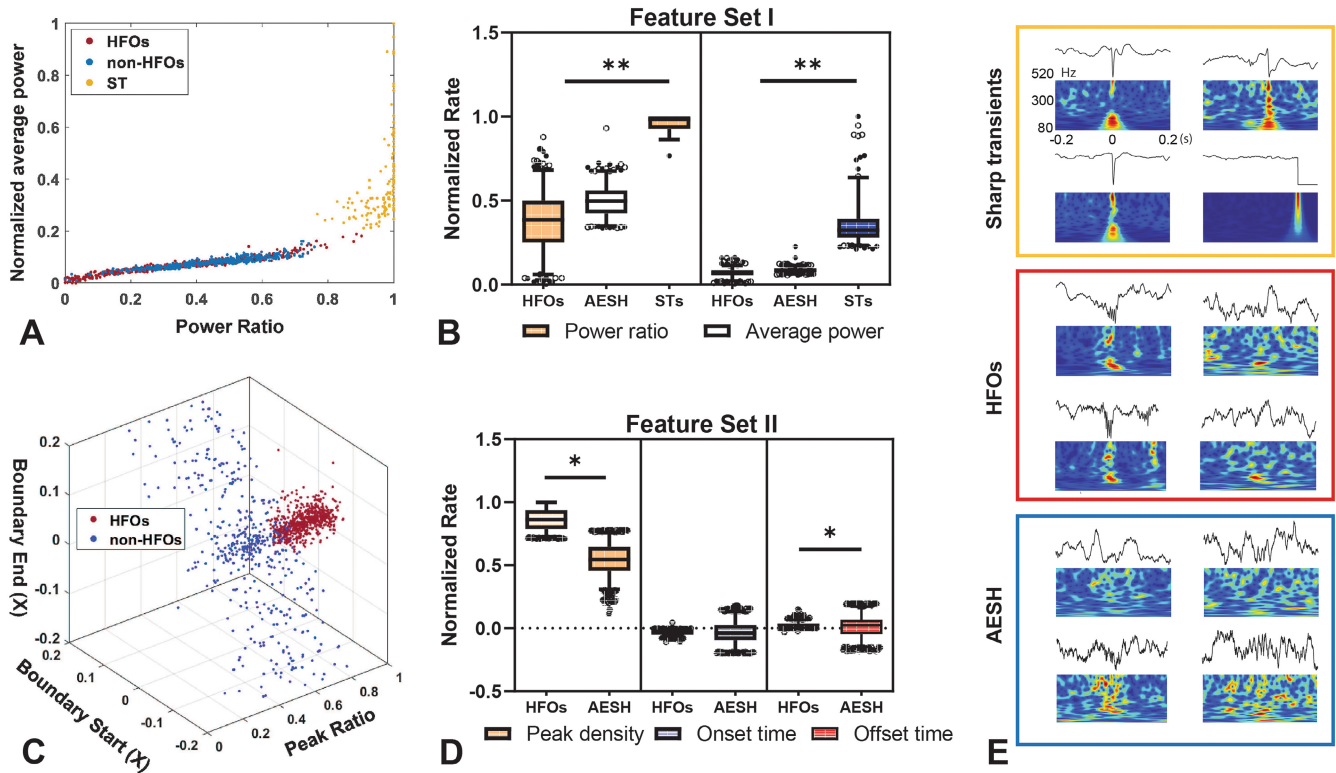 A
Normalized average power
1
0.8
0.6
0.4
0.2
0
0 0.2 0.4 0.6 0.8 1
Power Ratio
HFOs
non-HFOs
ST
B
Feature Set I
Normalized Rate
1.5
1.0
0.5
0.0
**
**
HFOs AESH STs HFOs AESH STs
Power ratio Average power
C
Boundary End (X)
0.2
0.1
0
-0.1
-0.2
HFOs
non-HFOs
0.2 0.1 0 -0.1 -0.2
Boundary Start (X)
0 0.2 0.4 0.6 0.8 1
Peak Ratio
D
Feature Set II
Normalized Rate
1.5
1.0
0.5
0.0
-0.5
*
*
HFOs AESH HFOs AESH HFOs AESH
Peak density Onset time Offset time
E
Sharp transients
520 Hz
300
80
-0.2 0 0.2 (s)
HFOs
AESH